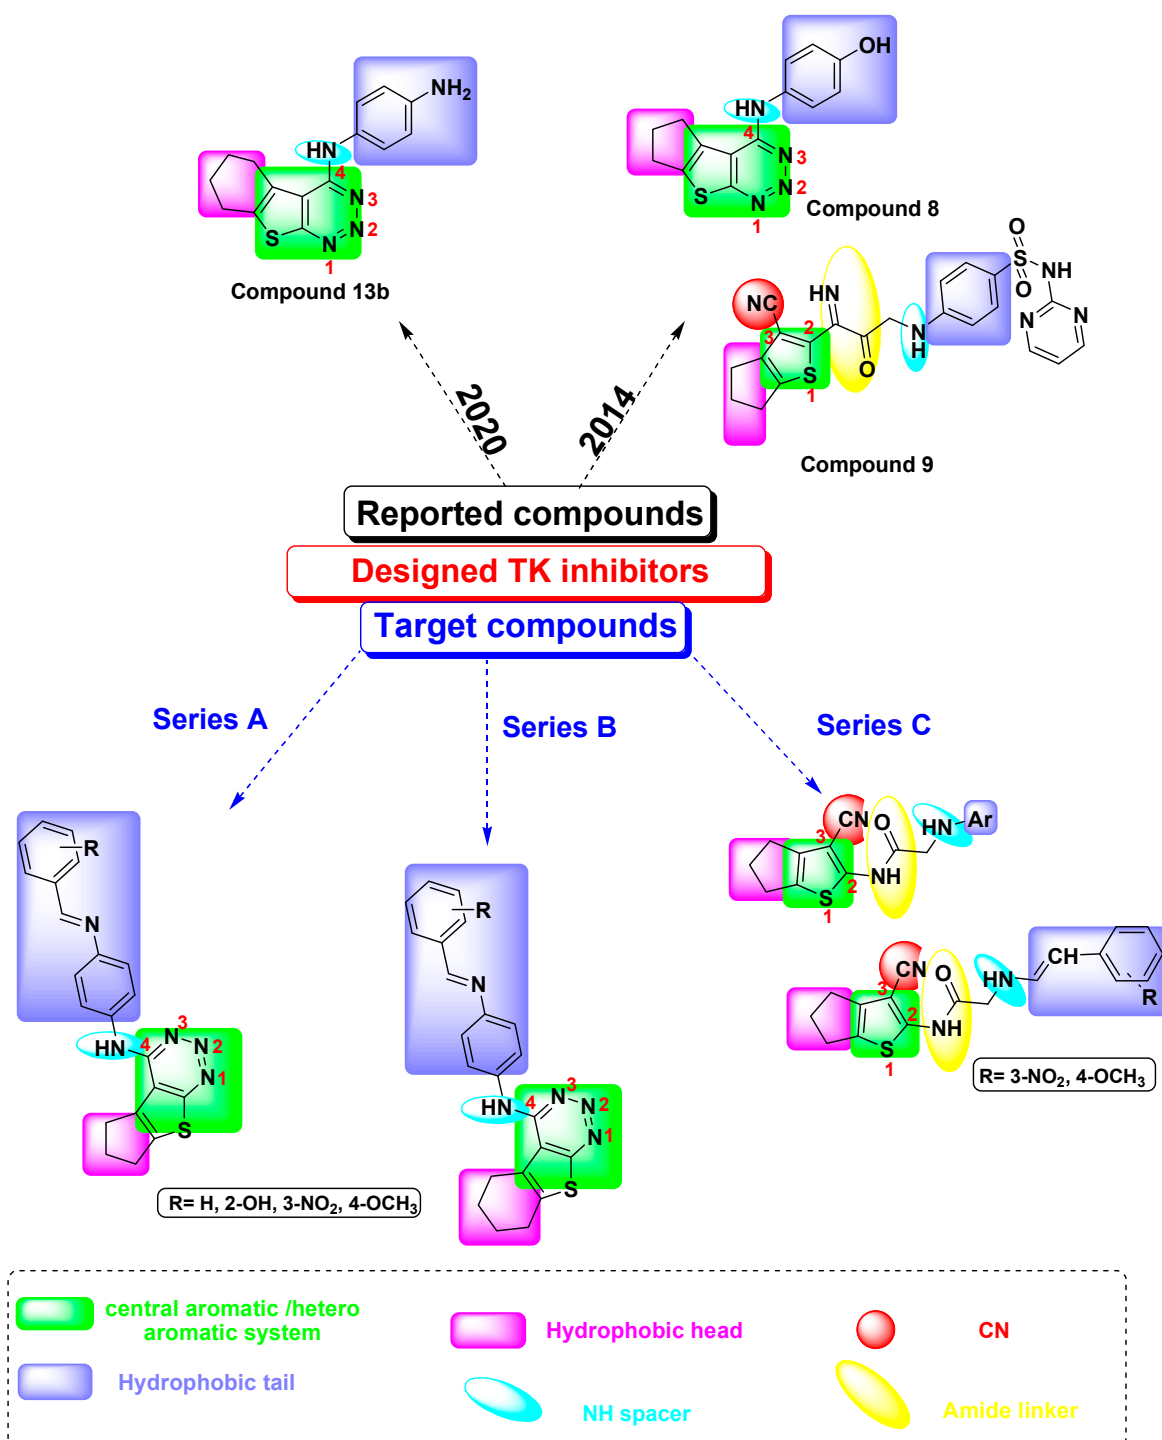 OH
HN
4
N 3
N 2
S
N
1
Compound 8
NH₂
HN
4
N 3
N 2
S
N
1
Compound 13b
O
S
NH
O
N
N
NC
HN
2
3
N
H
O
S
1
Compound 9
2020
2014
Reported compounds
Designed TK inhibitors
Target compounds
Series A
Series B
Series C
R
N
HN
4
N 3
N 2
N 1
S
R= H, 2-OH, 3-NO₂, 4-OCH₃
R
N
HN
4
N 3
N 2
N 1
S
CN
O
HN
Ar
3
2
NH
S
1
CN
O
HN
CH
R
3
2
NH
S
1
R= 3-NO₂, 4-OCH₃
central aromatic /hetero
aromatic system
Hydrophobic head
CN
Hydrophobic tail
NH spacer
Amide linker